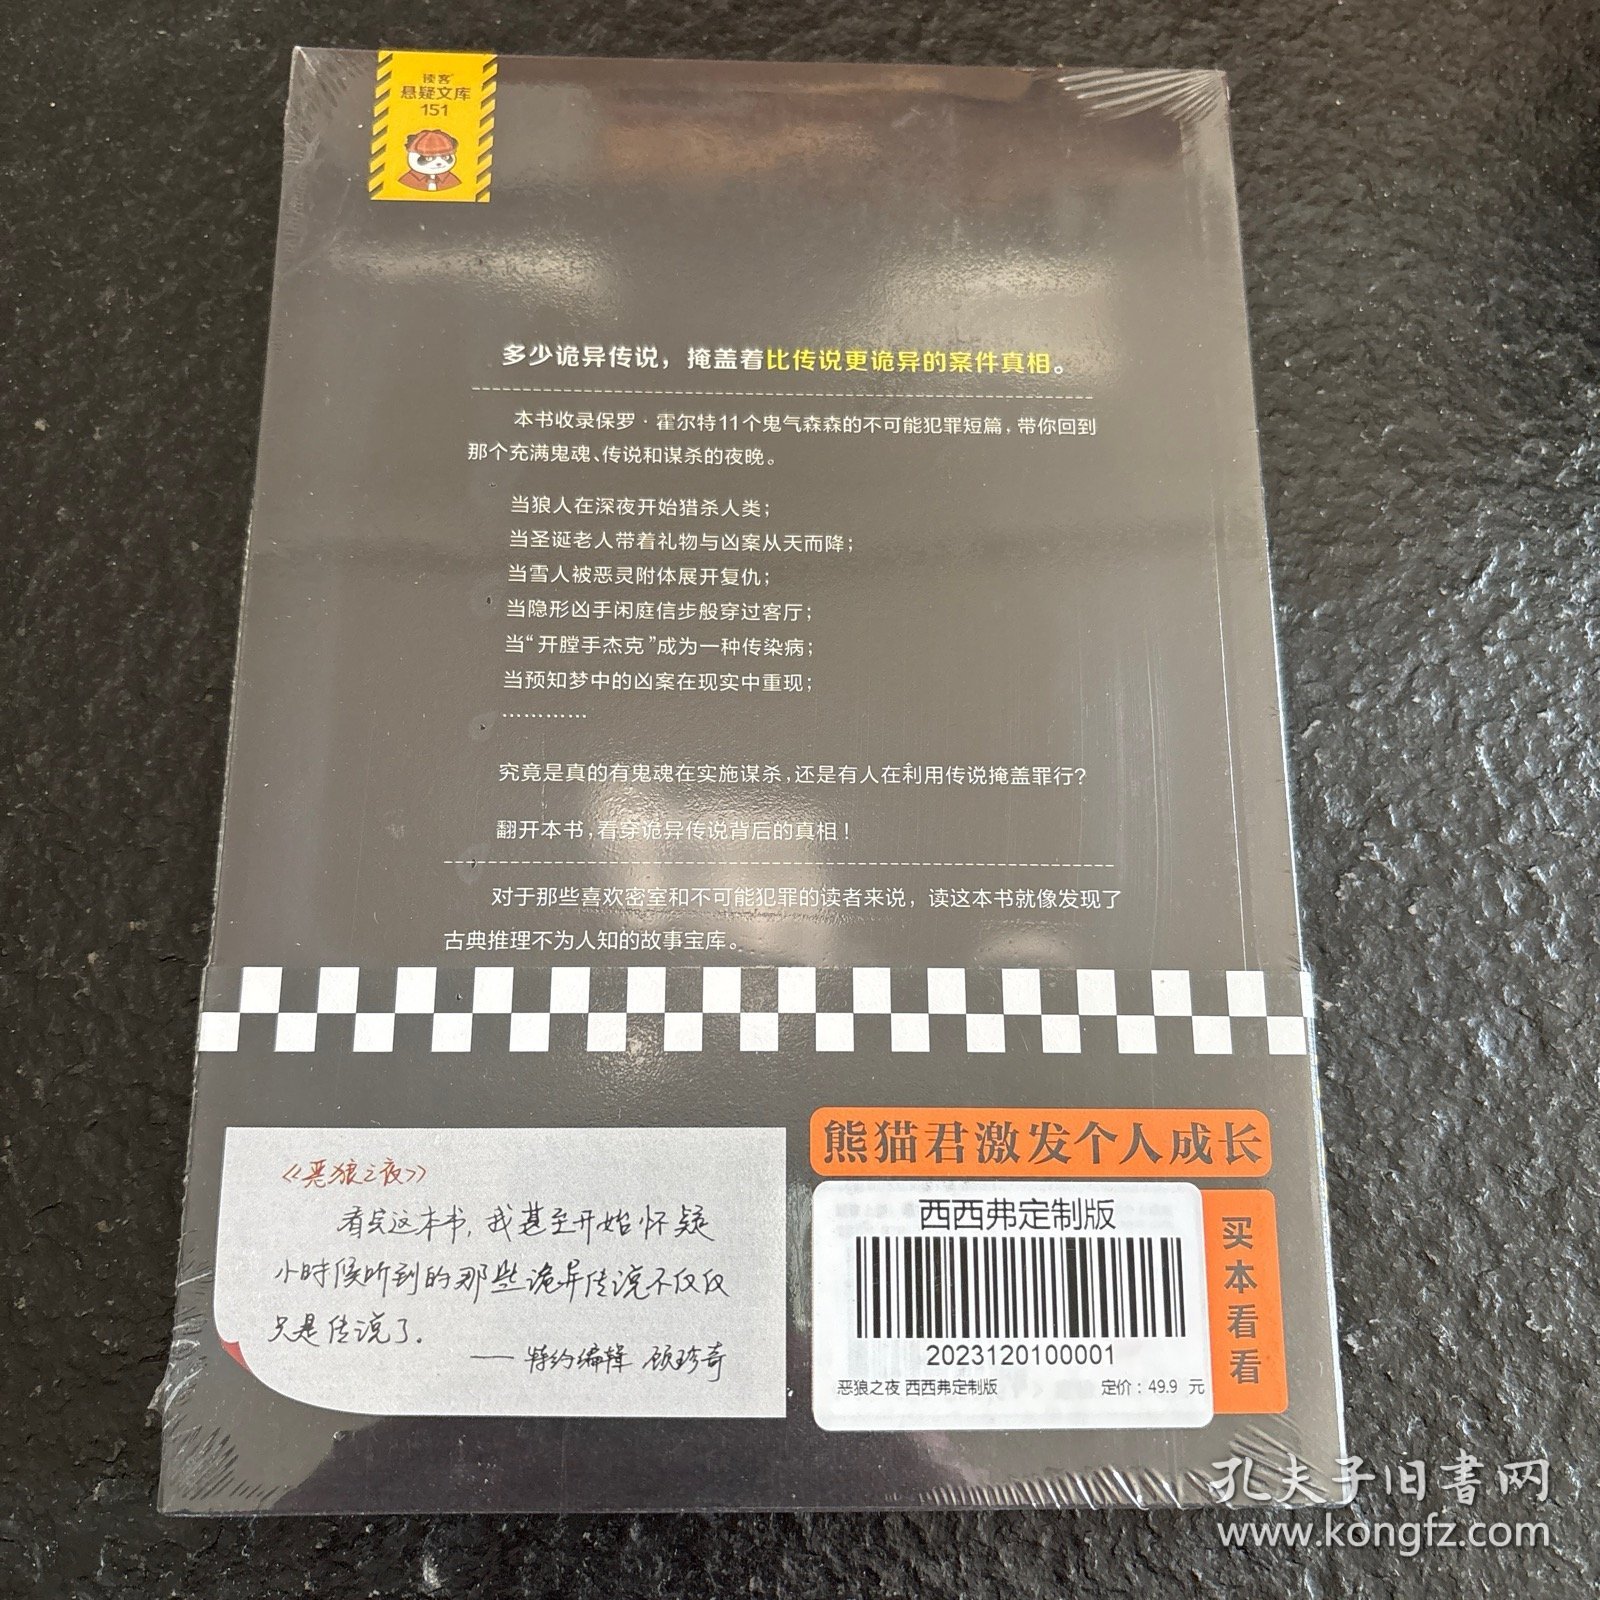 读客
悬疑文库
151
多少诡异传说，掩盖着比传说更诡异的案件真相。
本书收录保罗·霍尔特11个鬼气森森的不可能犯罪短篇，带你回到
那个充满鬼魂、传说和谋杀的夜晚。
当狼人在深夜开始猎杀人类；
当圣诞老人带着礼物与凶案从天而降；
当雪人被恶灵附体展开复仇；
当隐形凶手闲庭信步般穿过客厅；
当“开膛手杰克”成为一种传染病；
当预知梦中的凶案在现实中重现；
…………
究竟是真的有鬼魂在实施谋杀，还是有人在利用传说掩盖罪行？
翻开本书，看穿诡异传说背后的真相！
对于那些喜欢密室和不可能犯罪的读者来说，读这本书就像发现了
古典推理不为人知的故事宝库。
《恶狼之夜》
看完这本书，我甚至开始怀疑
小时候听到的那些诡异传说不仅仅
只是传说了．
——特约编辑 顾珍奇
熊猫君激发个人成长
西西弗定制版
2023120100001
恶狼之夜 西西弗定制版 定价：49.9 元
买本看看
孔夫子旧书网
www.kongfz.com